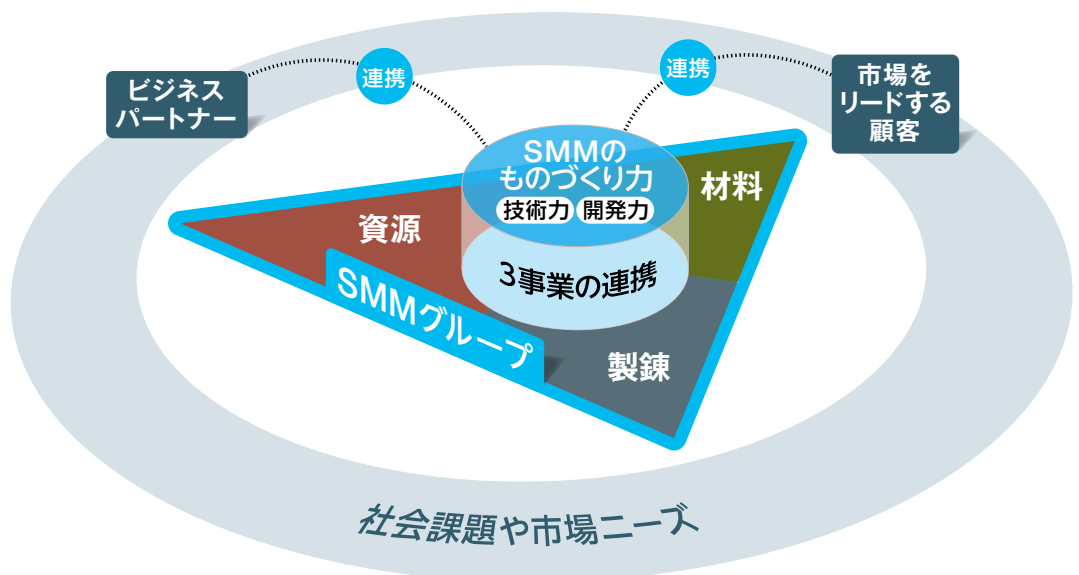 ビジネス
パートナー
連携
連携
市場を
リードする
顧客
SMMの
ものづくり力
技術力 開発力
材料
資源
3事業の連携
SMMグループ
製錬
社会課題や市場ニーズ